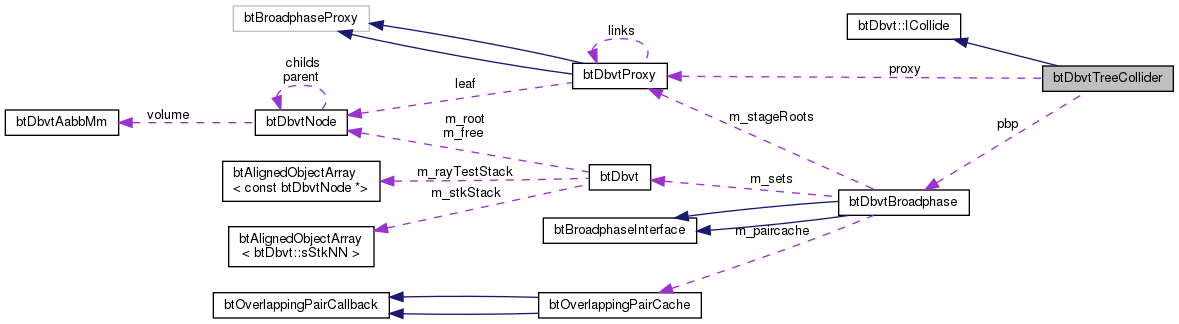 btBroadphaseProxy
links
btDbvt::ICollide
childs
parent
btDbvtProxy
proxy
btDbvtTreeCollider
leaf
btDbvtAabbMm
volume
btDbvtNode
m_root
m_free
m_stageRoots
pbp
btAlignedObjectArray
< const btDbvtNode *>
m_rayTestStack
btDbvt
m_sets
m_stkStack
btDbvtBroadphase
btAlignedObjectArray
< btDbvt::sStkNN >
btBroadphaseInterface
m_paircache
btOverlappingPairCallback
btOverlappingPairCache